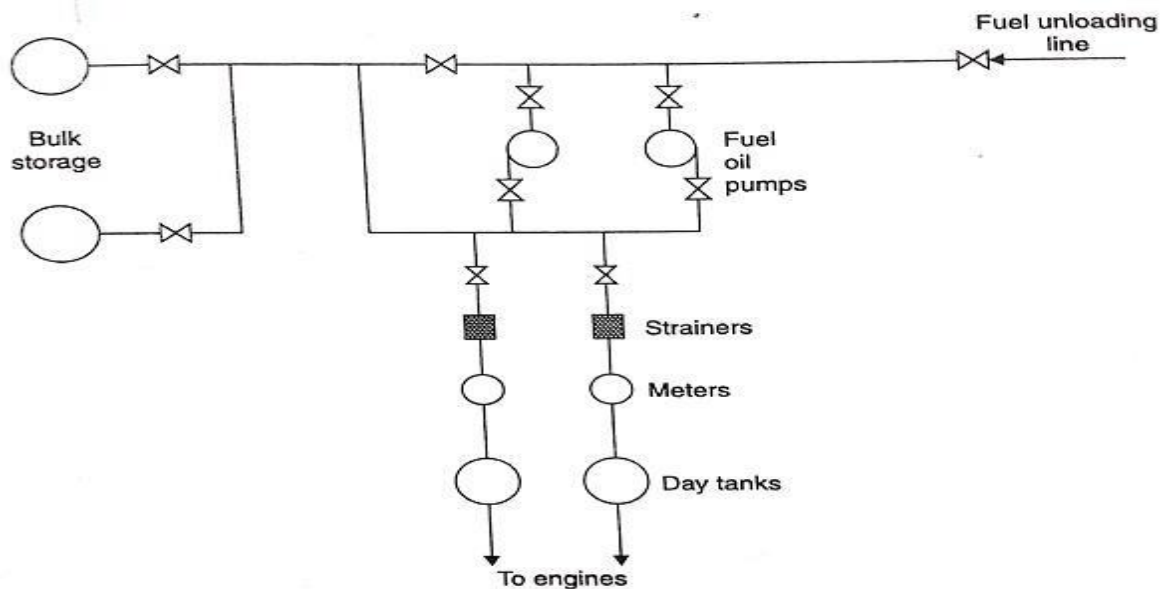 Fuel unloading
line
Bulk
storage
Fuel
oil
pumps
Strainers
Meters
Day tanks
To engines